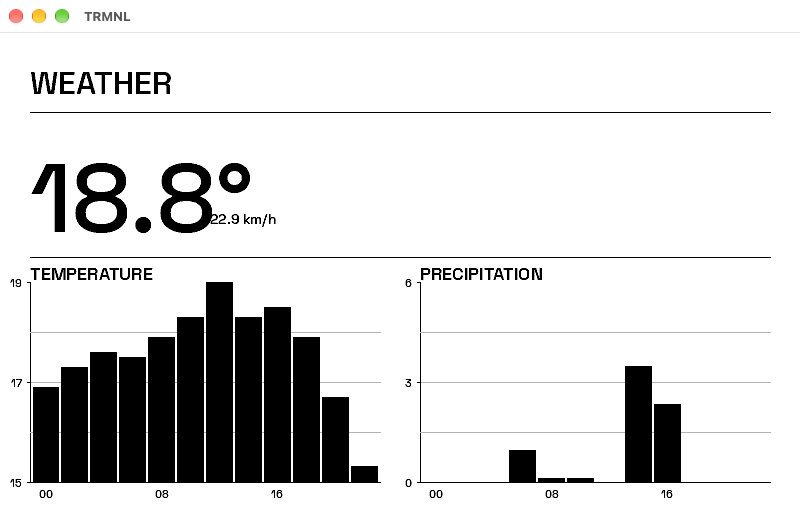 TRMNL
WEATHER
18.8°
22.9 km/h
TEMPERATURE
19
17
15
00 08 16
PRECIPITATION
6
3
0
00 08 16